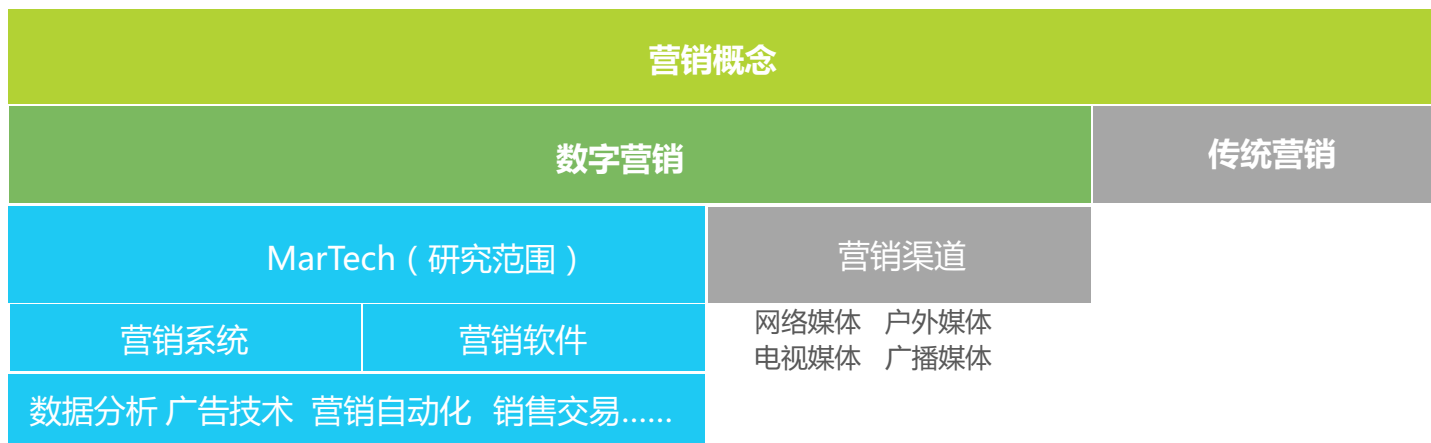 营销概念
数字营销
传统营销
MarTech（研究范围）
营销渠道
营销系统
营销软件
网络媒体 户外媒体
电视媒体 广播媒体
数据分析 广告技术 营销自动化 销售交易……